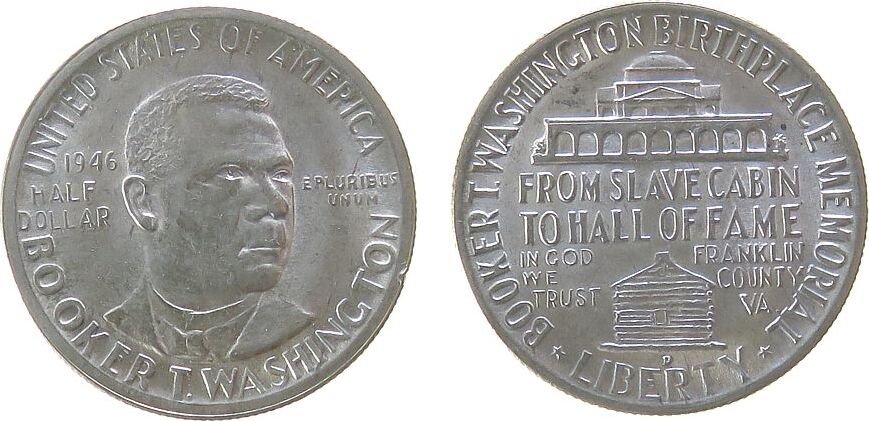 UNITED STATES OF AMERICA
1946
HALF
DOLLAR
E PLURIBUS
UNUM
BOOKER T. WASHINGTON
BOOKER T. WASHINGTON BIRTHPLACE MEMORIAL
FROM SLAVE CABIN
TO HALL OF FAME
IN GOD
WE
TRUST
FRANKLIN
COUNTY
VA.
D
LIBERTY